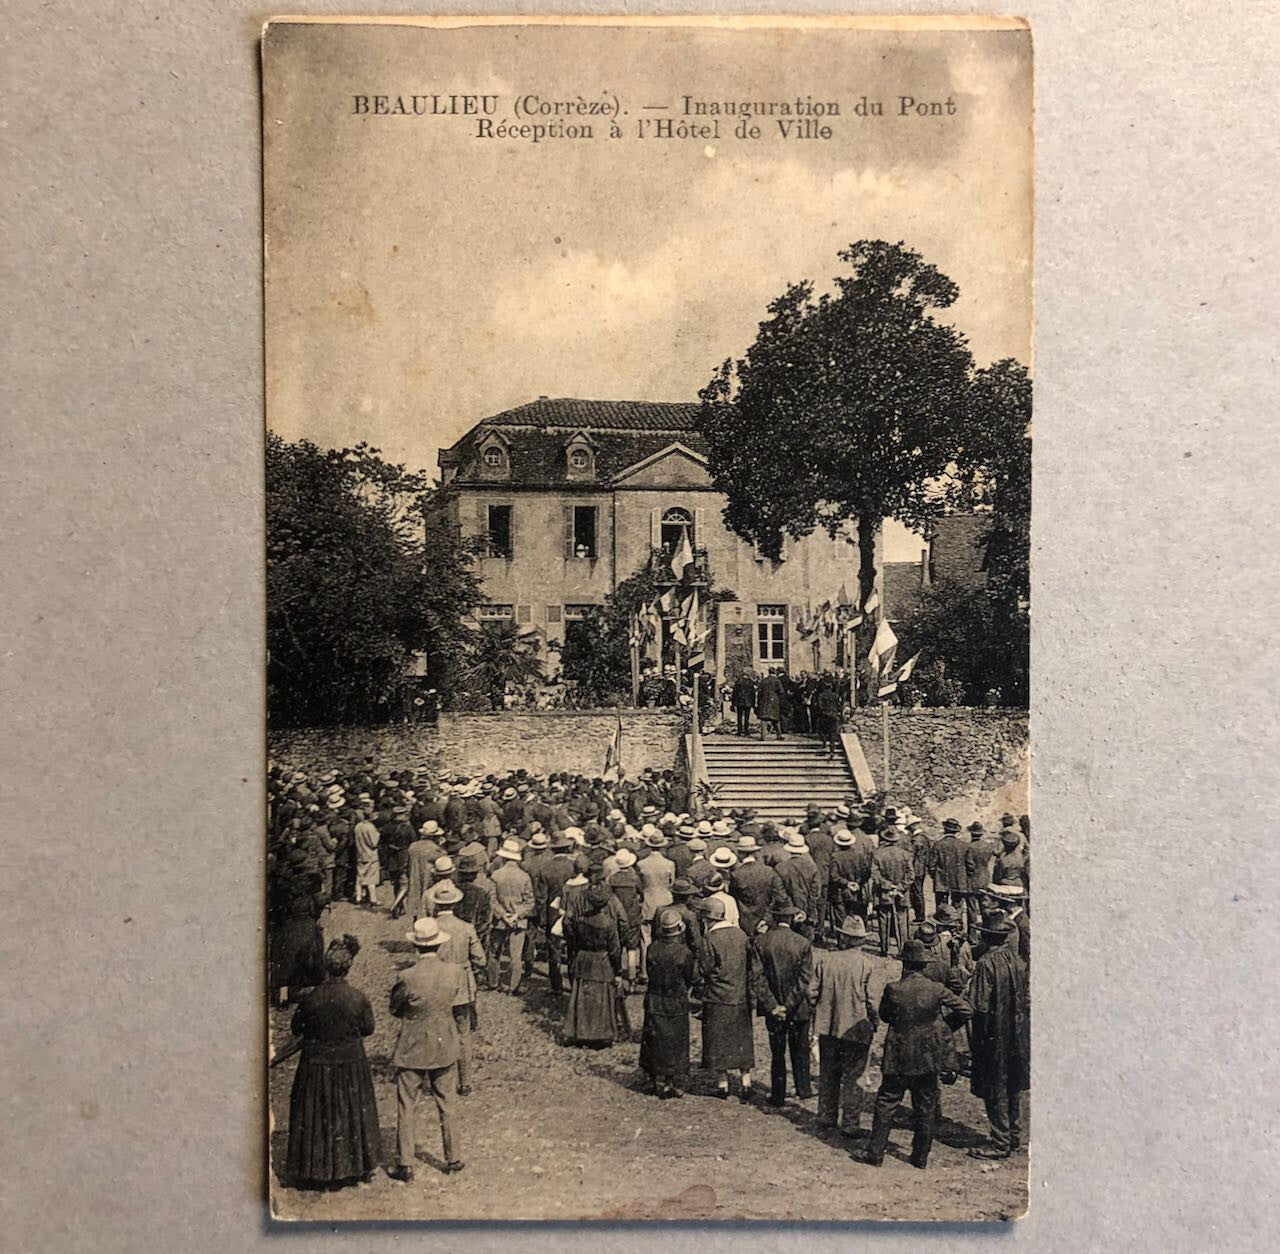 BEAULIEU (Corrèze). — Inauguration du Pont
Réception à l'Hôtel de Ville